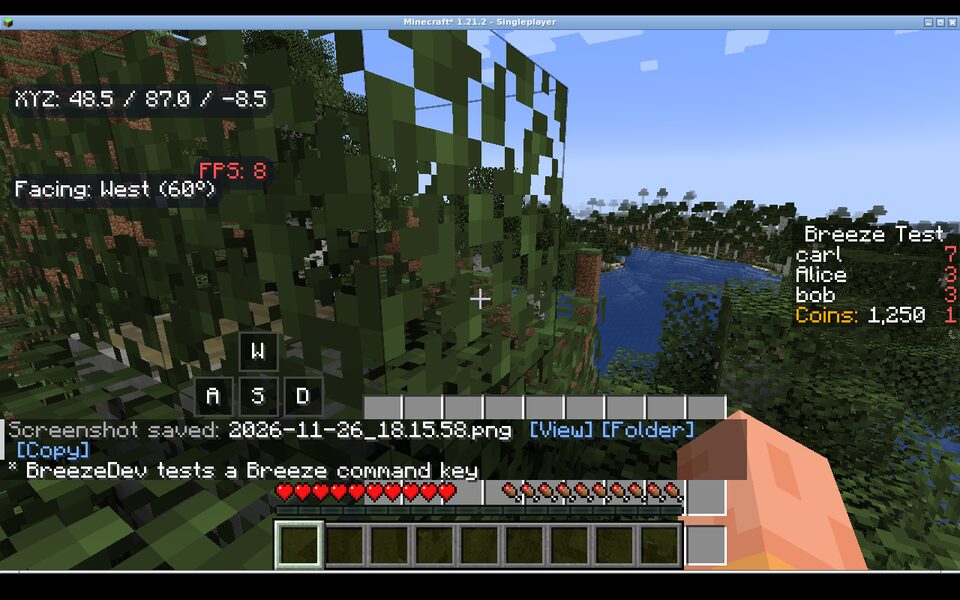 Minecraft* 1.21.2 - Singleplayer
XYZ: 48.5 / 87.0 / -8.5
FPS: 8
Facing: West (60º)
Breeze Test
carl 7
Alice 3
bob 3
Coins: 1,250 1
W
A S D
Screenshot saved: 2026-11-26_18.15.58.png [View] [Folder]
[Copy]
* BreezeDev tests a Breeze command key